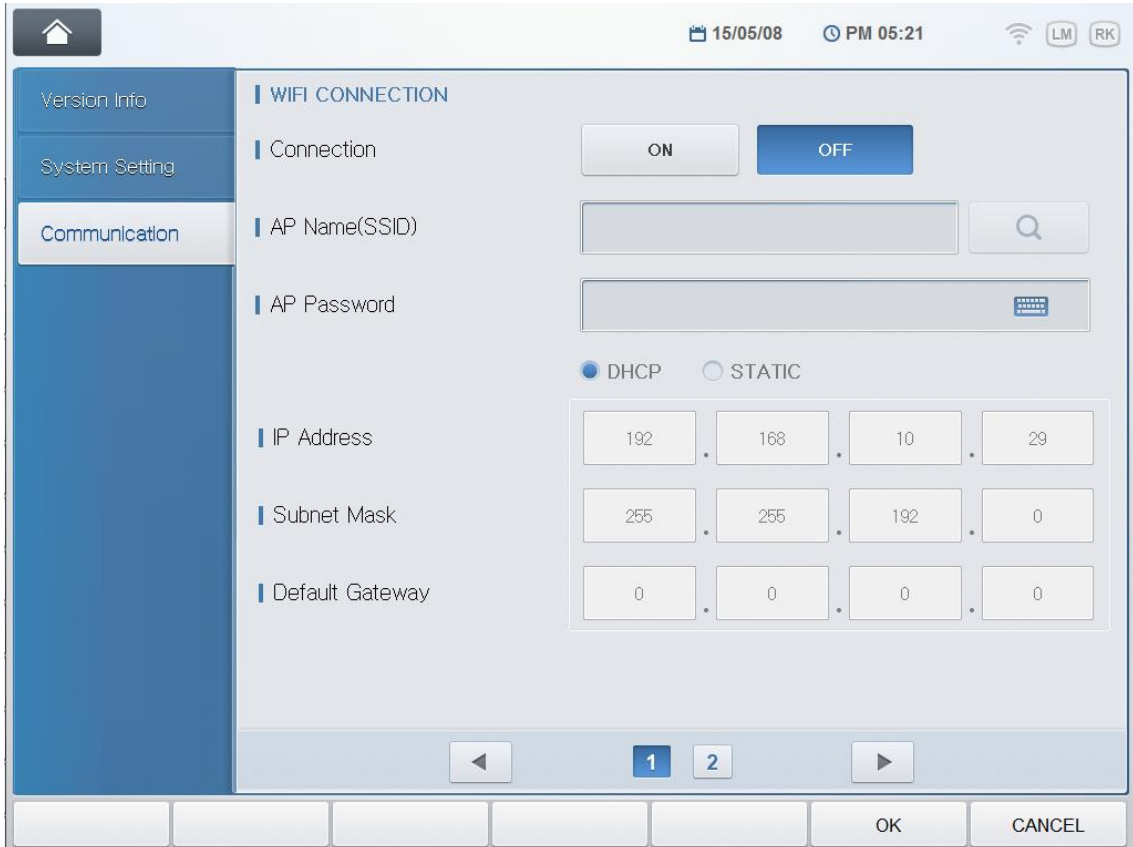 15/05/08 PM 05:21 LM RK
Version Info
System Setting
Communication
WIFI CONNECTION
Connection ON OFF
AP Name(SSID)
AP Password
DHCP STATIC
IP Address 192 . 168 . 10 . 29
Subnet Mask 255 . 255 . 192 . 0
Default Gateway 0 . 0 . 0 . 0
1 2
OK CANCEL